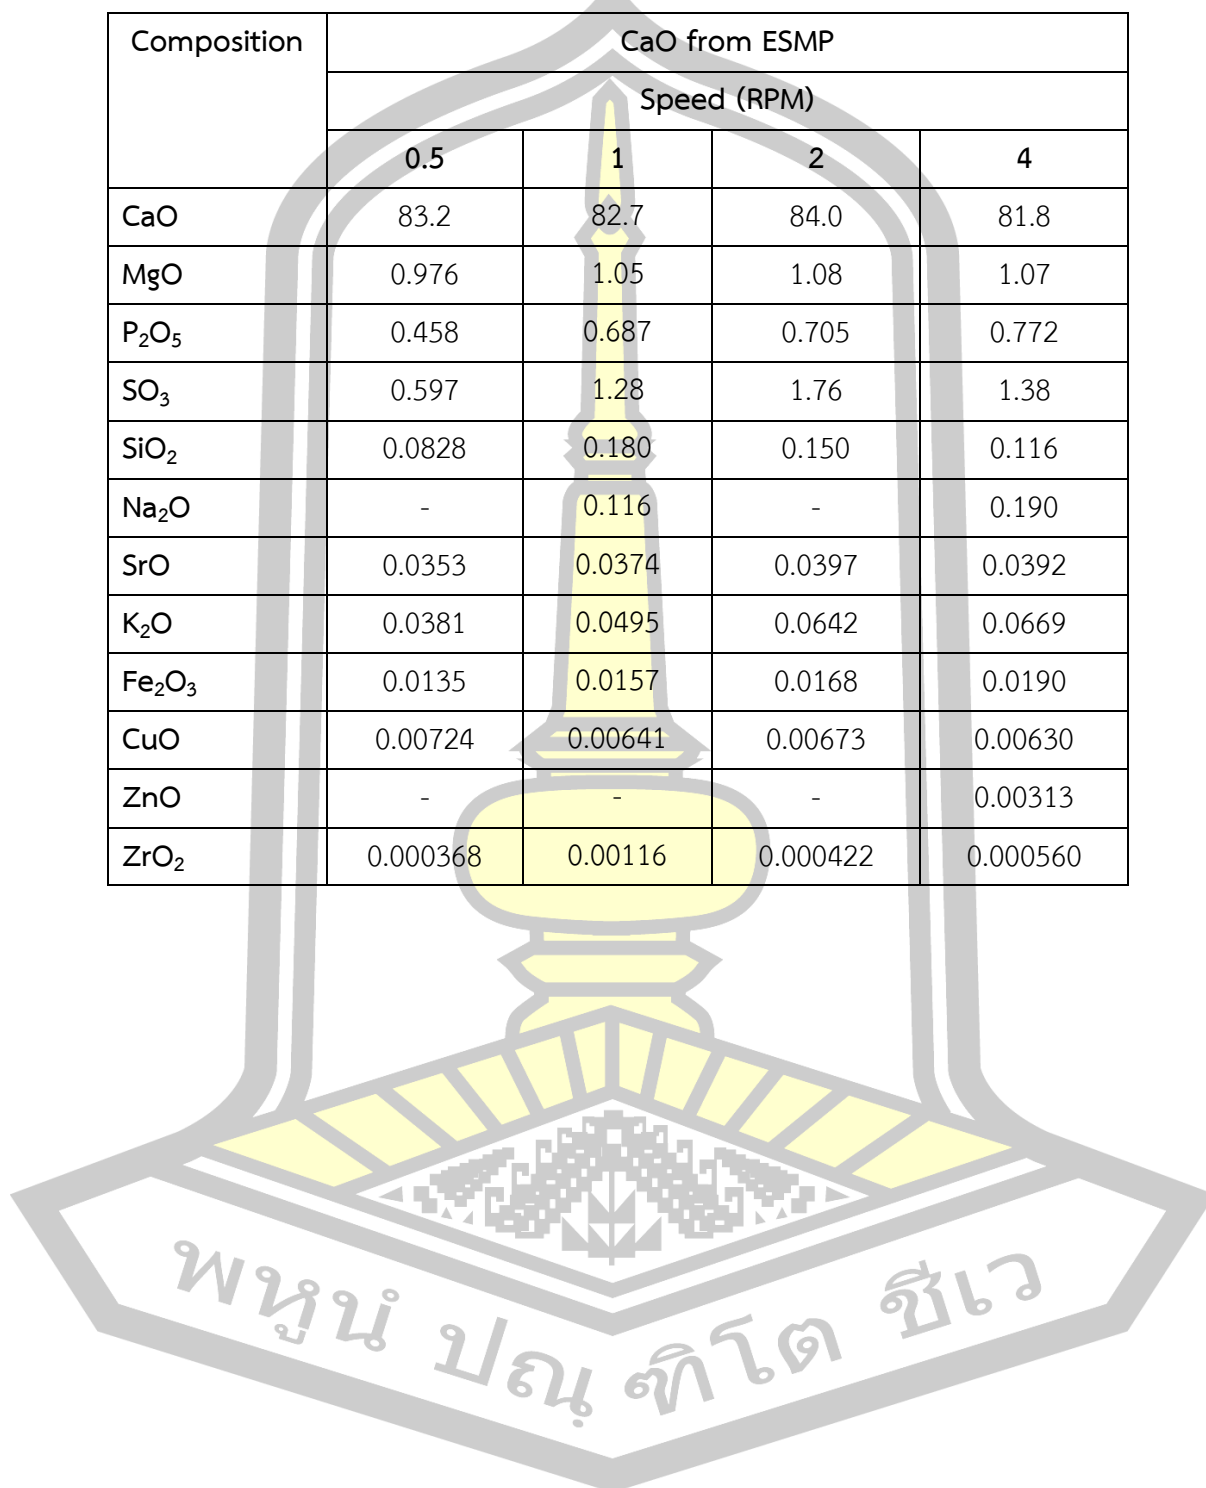 Composition CaO from ESMP
Speed (RPM)
0.5 1 2 4
CaO 83.2 82.7 84.0 81.8
MgO 0.976 1.05 1.08 1.07
P₂O₅ 0.458 0.687 0.705 0.772
SO₃ 0.597 1.28 1.76 1.38
SiO₂ 0.0828 0.180 0.150 0.116
Na₂O - 0.116 - 0.190
SrO 0.0353 0.0374 0.0397 0.0392
K₂O 0.0381 0.0495 0.0642 0.0669
Fe₂O₃ 0.0135 0.0157 0.0168 0.0190
CuO 0.00724 0.00641 0.00673 0.00630
ZnO - - - 0.00313
ZrO₂ 0.000368 0.00116 0.000422 0.000560
พหูนํ ปณฺฑิโต ชีเว